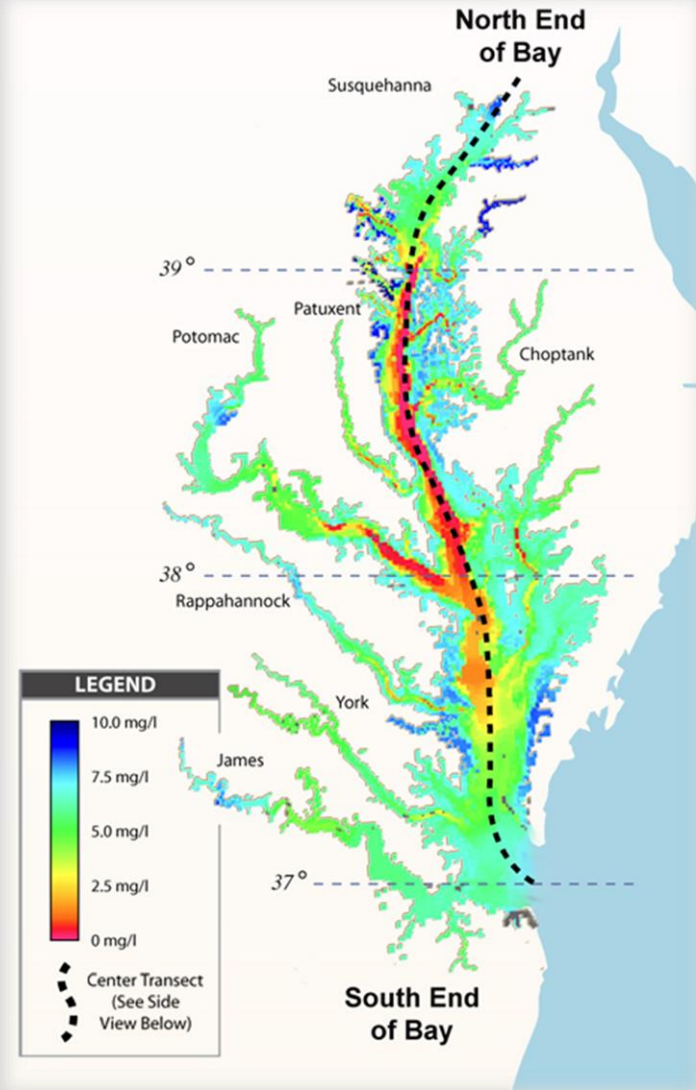 North End
of Bay
Susquehanna
39°
Patuxent
Potomac
Choptank
38°
Rappahannock
LEGEND
10.0 mg/l
7.5 mg/l
5.0 mg/l
2.5 mg/l
0 mg/l
Center Transect
(See Side
View Below)
York
James
37°
South End
of Bay